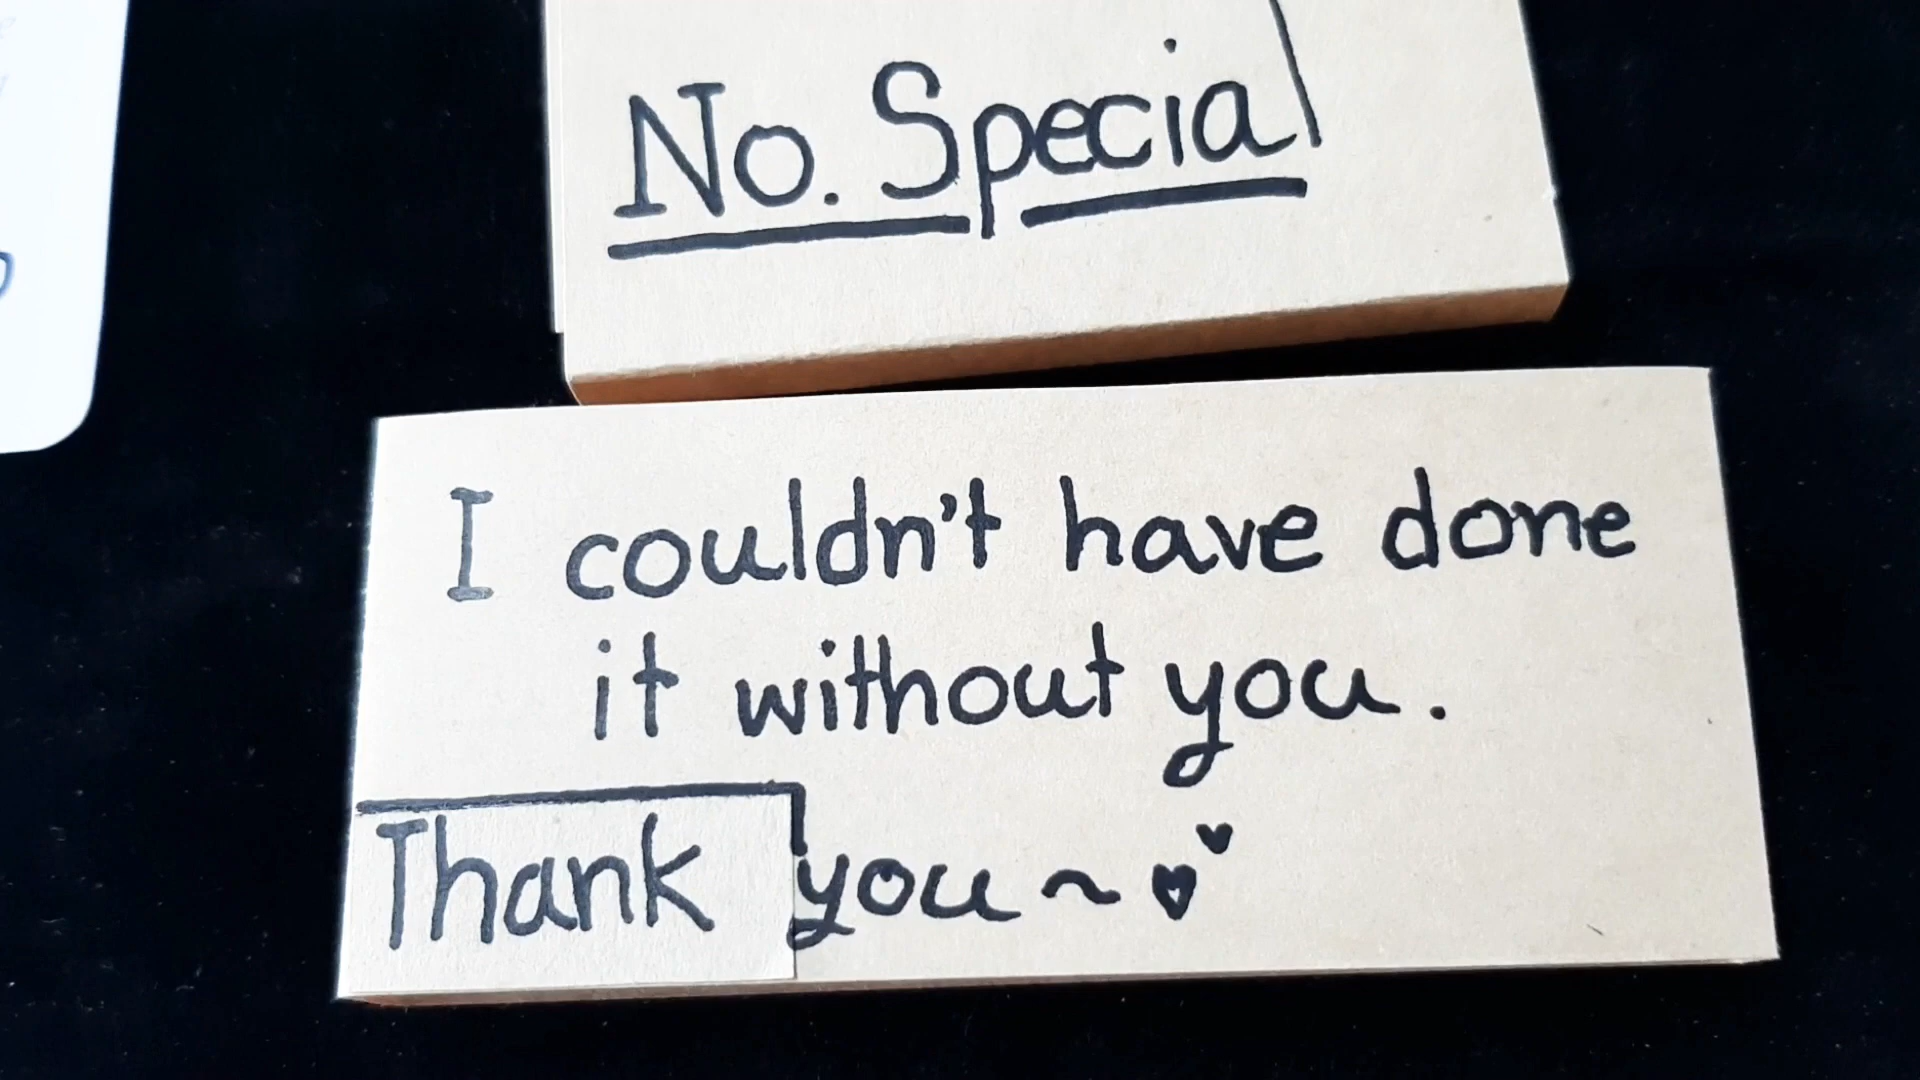 No. Special
I couldn't have done
it without you.
Thank you~♥♥